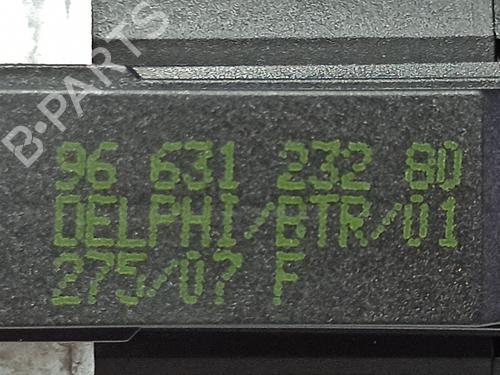 B-PARTS
96 631 232 80
DELPHI/BTR/01
275/07 F